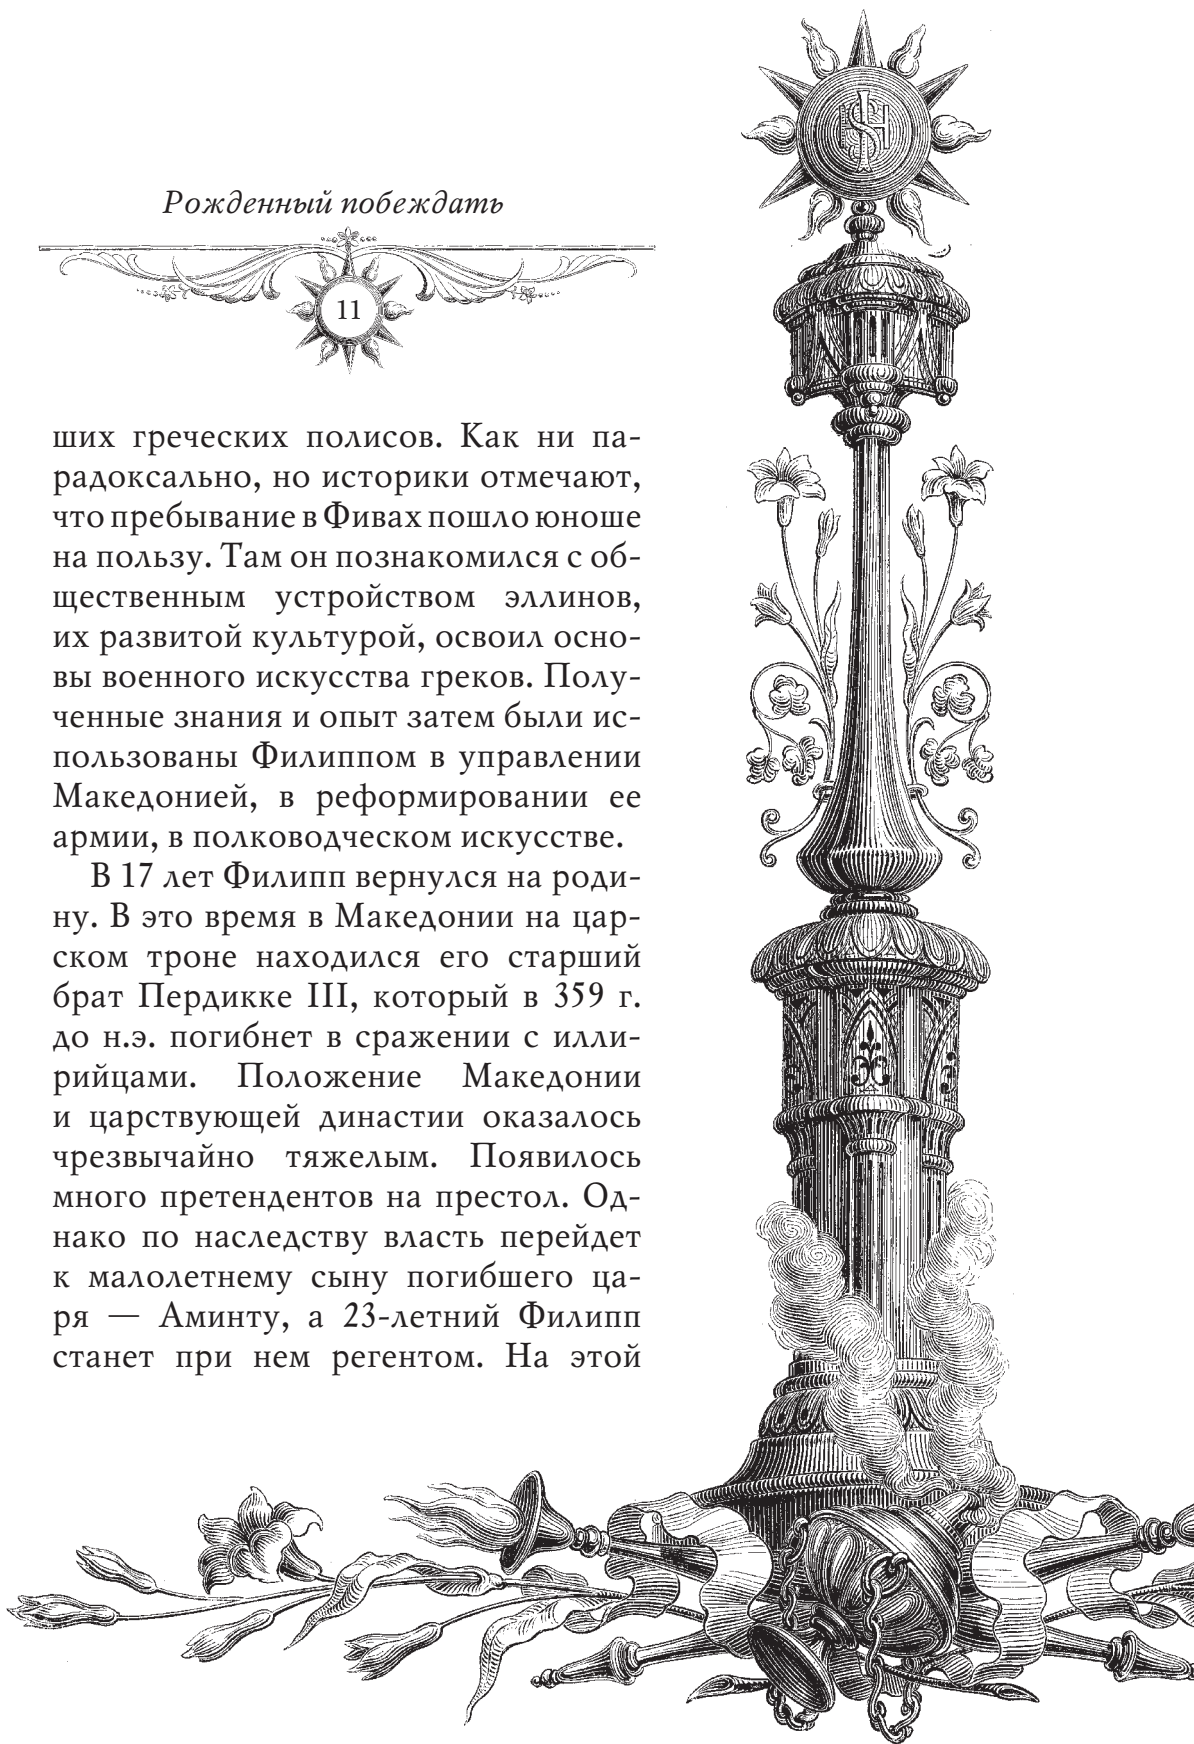 IHS
Рожденный побеждать
11
ших греческих полисов. Как ни па-
радоксально, но историки отмечают,
что пребывание в Фивах пошло юноше
на пользу. Там он познакомился с об-
щественным устройством эллинов,
их развитой культурой, освоил осно-
вы военного искусства греков. Полу-
ченные знания и опыт затем были ис-
пользованы Филиппом в управлении
Македонией, в реформировании ее
армии, в полководческом искусстве.
В 17 лет Филипп вернулся на роди-
ну. В это время в Македонии на цар-
ском троне находился его старший
брат Пердикке III, который в 359 г.
до н.э. погибнет в сражении с илли-
рийцами. Положение Македонии
и царствующей династии оказалось
чрезвычайно тяжелым. Появилось
много претендентов на престол. Од-
нако по наследству власть перейдет
к малолетнему сыну погибшего ца-
ря — Аминту, а 23-летний Филипп
станет при нем регентом. На этой